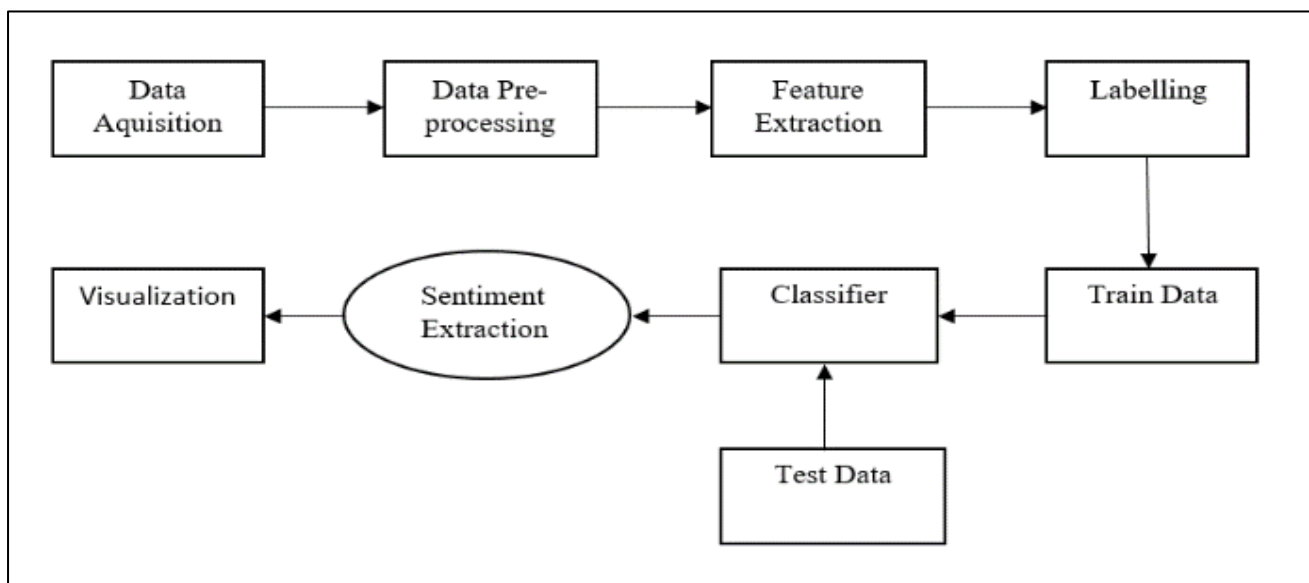 Data
Aquisition
Data Pre-
processing
Feature
Extraction
Labelling
Visualization
Sentiment
Extraction
Classifier
Train Data
Test Data